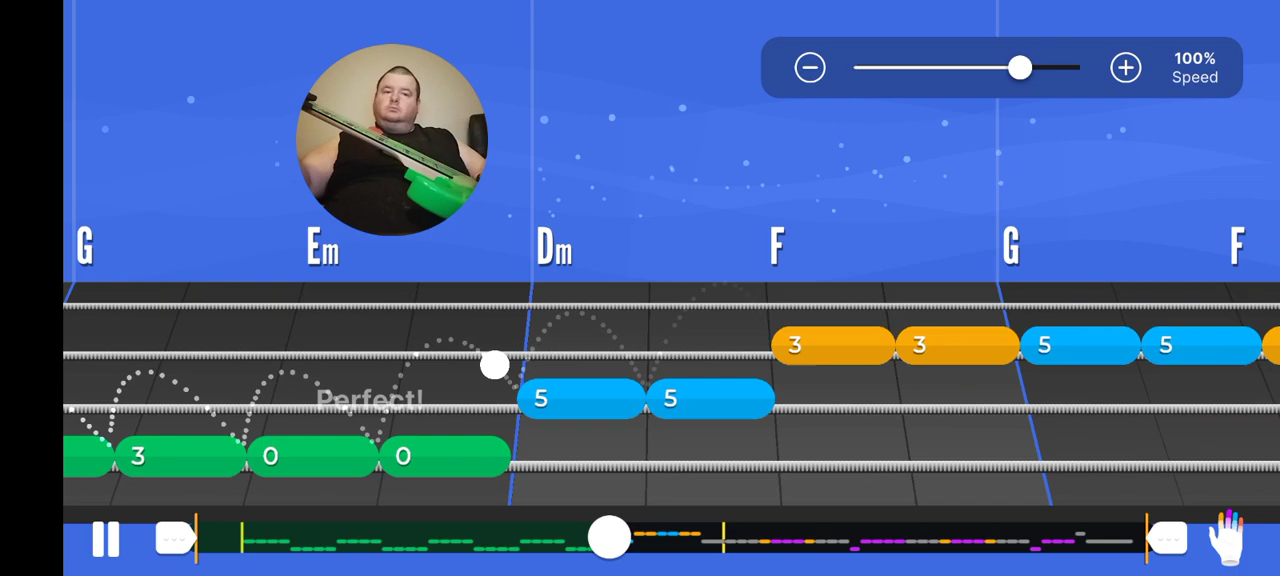 100%
Speed
G Em Dm F G F
3 3 5 5
Perfect! 5 5
3 0 0